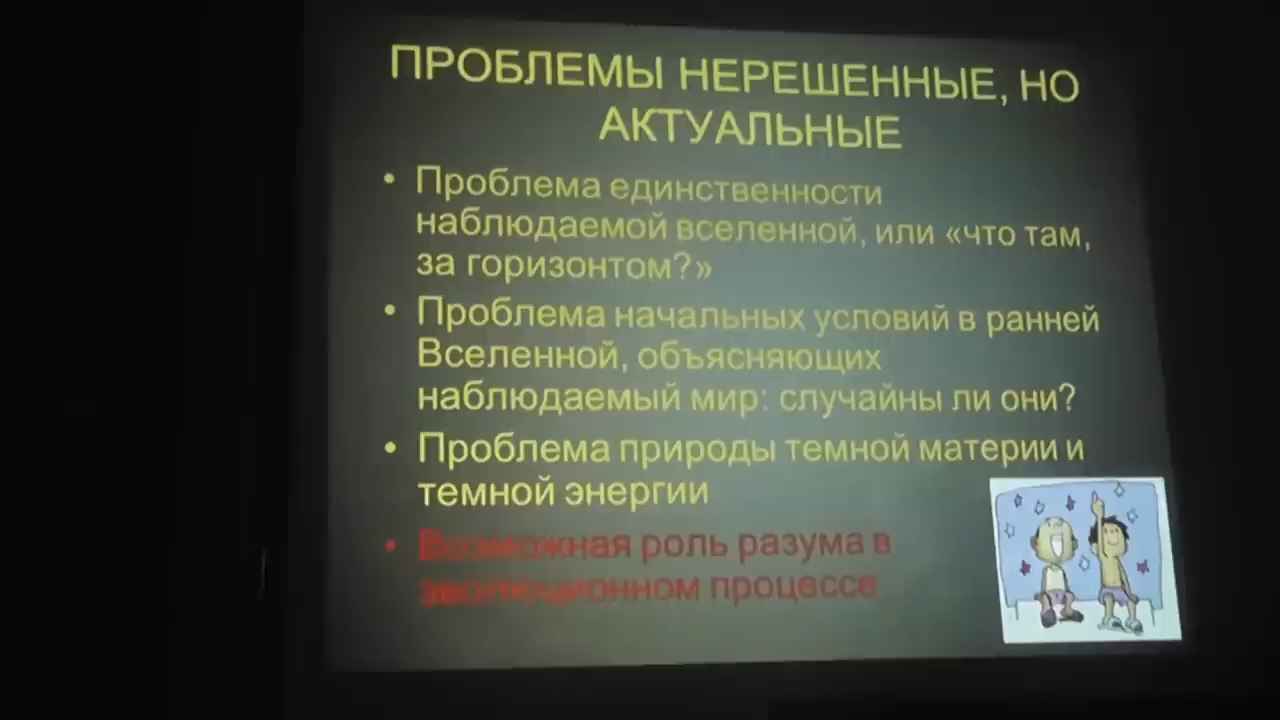 ПРОБЛЕМЫ НЕРЕШЕННЫЕ, НО
АКТУАЛЬНЫЕ
• Проблема единственности
наблюдаемой вселенной, или «что там,
за горизонтом?»
• Проблема начальных условий в ранней
Вселенной, объясняющих
наблюдаемый мир: случайны ли они?
• Проблема природы темной материи и
темной энергии
• Возможная роль разума в
эволюционном процессе